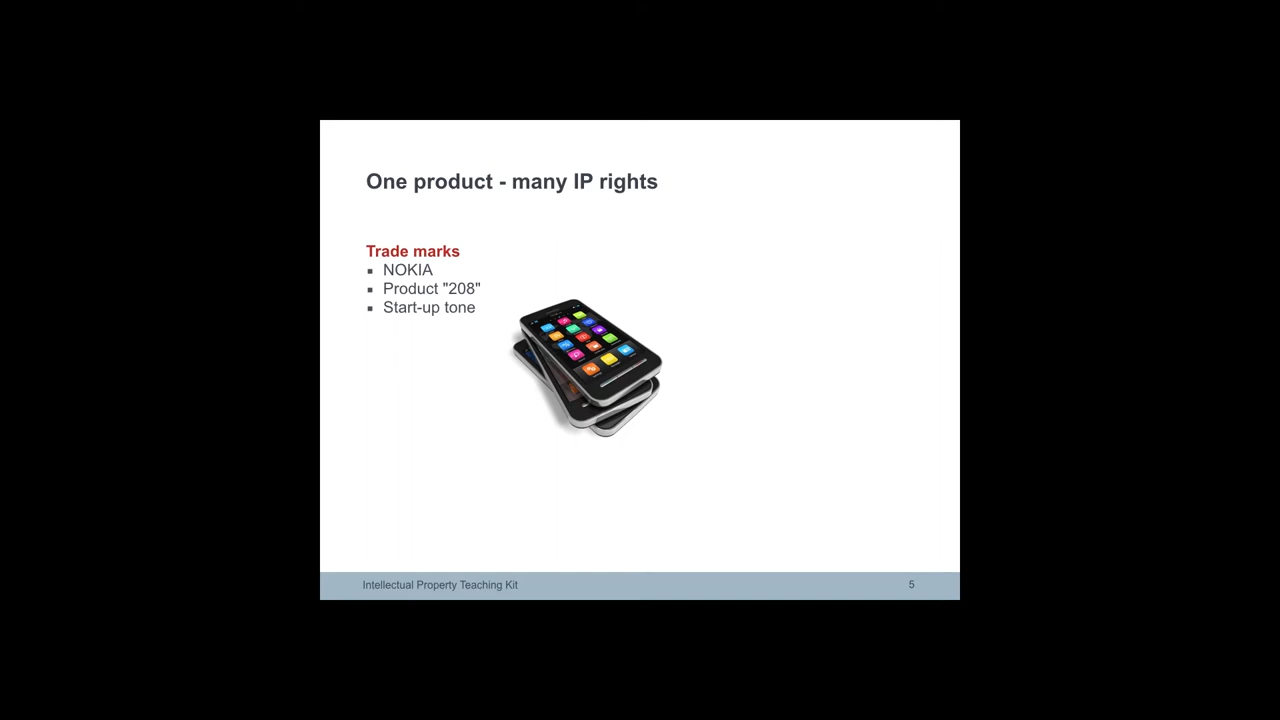 One product - many IP rights
Trade marks
▪ NOKIA
▪ Product "208"
▪ Start-up tone
Intellectual Property Teaching Kit
5